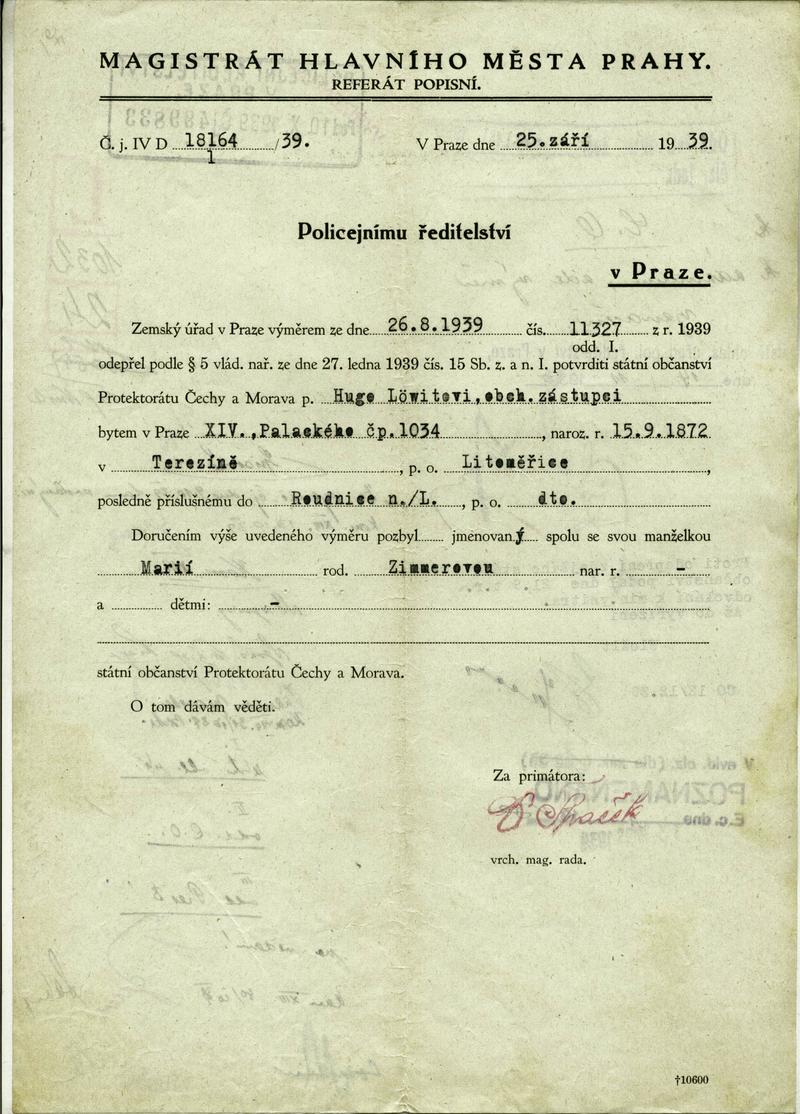 MAGISTRÁT HLAVNÍHO MĚSTA PRAHY.
REFERÁT POPISNÍ.
Č. j. IV D 18164/39. V Praze dne 25.září 1939.
1
Policejnímu ředitelství
v Praze.
Zemský úřad v Praze výměrem ze dne 26.8.1939 čís. 11327 z r. 1939
odd. I.
odepřel podle § 5 vlád. nař. ze dne 27. ledna 1939 čís. 15 Sb. z. a n. I. potvrditi státní občanství
Protektorátu Čechy a Morava p. Hugo Löwitovi, obch. zástupci
bytem v Praze XIV., Palackého čp.1034, naroz. r. 15.9.1872
v Terezíně, p. o. Litoměřice,
posledně příslušnému do Roudnice n./L., p. o. dto.
Doručením výše uvedeného výměru pozbyl jmenovaný spolu se svou manželkou
Marií rod. Zimmerovou nar. r. -
a dětmi: -
státní občanství Protektorátu Čechy a Morava.
O tom dávám věděti.
Za primátora:
vrch. mag. rada.
†10600